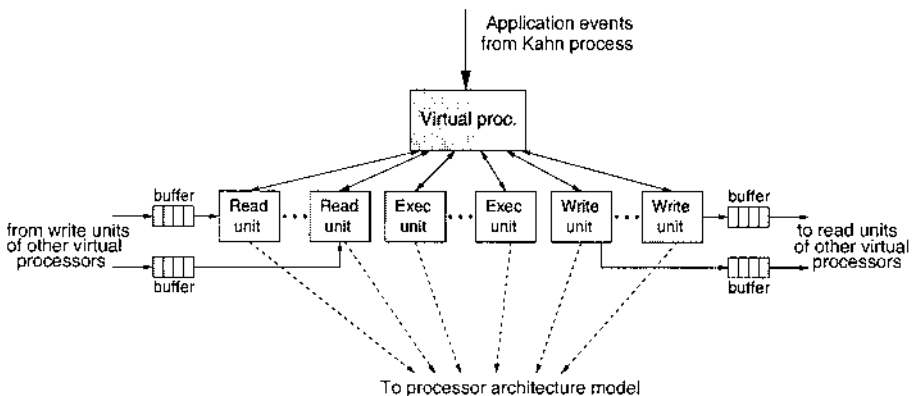 Application events
from Kahn process
Virtual proc.
buffer
Read
unit
Read
unit
Exec
unit
Exec
unit
Write
unit
Write
unit
buffer
from write units
of other virtual
processors
to read units
of other virtual
processors
buffer
buffer
To processor architecture model